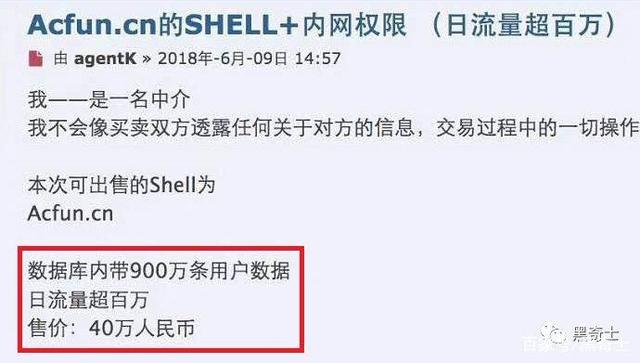 Acfun.cn的SHELL+内网权限 （日流量超百万）
由 agentK » 2018年-6月-09日 14:57
我——是一名中介
我不会像买卖双方透露任何关于对方的信息，交易过程中的一切操作
本次可出售的Shell为
Acfun.cn
数据库内带900万条用户数据
日流量超百万
售价：40万人民币
黑奇士